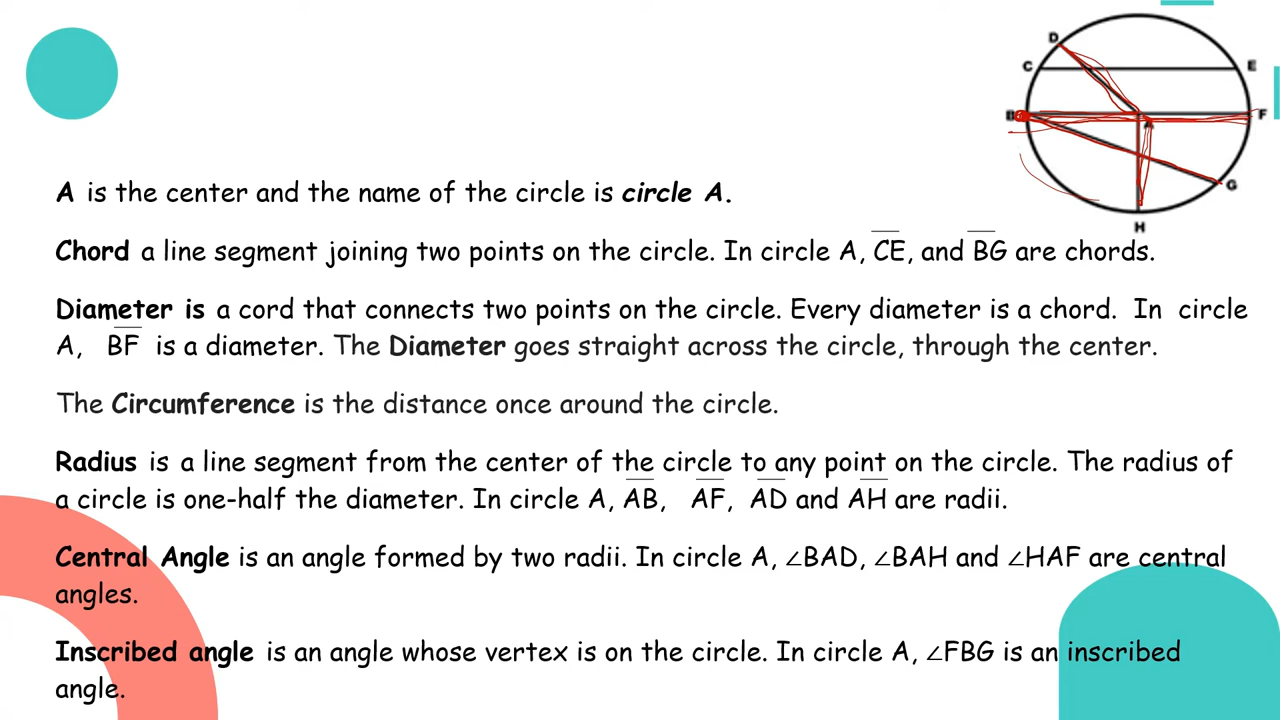 D
C E
B A F
G
H
A is the center and the name of the circle is circle A.
Chord a line segment joining two points on the circle. In circle A, CE, and BG are chords.
Diameter is a cord that connects two points on the circle. Every diameter is a chord. In circle
A, BF is a diameter. The Diameter goes straight across the circle, through the center.
The Circumference is the distance once around the circle.
Radius is a line segment from the center of the circle to any point on the circle. The radius of
a circle is one-half the diameter. In circle A, AB, AF, AD and AH are radii.
Central Angle is an angle formed by two radii. In circle A, ∠BAD, ∠BAH and ∠HAF are central
angles.
Inscribed angle is an angle whose vertex is on the circle. In circle A, ∠FBG is an inscribed
angle.